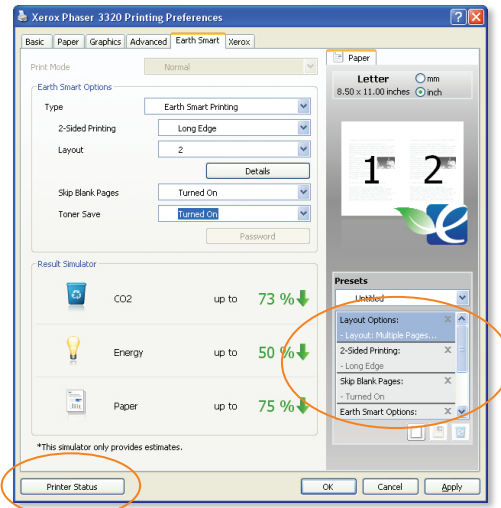 Xerox Phaser 3320 Printing Preferences
Basic Paper Graphics Advanced Earth Smart Xerox
Print Mode Normal
Earth Smart Options
Type Earth Smart Printing
2-Sided Printing Long Edge
Layout 2
Details
Skip Blank Pages Turned On
Toner Save Turned On
Password
Result Simulator
CO2 up to 73 %
Energy up to 50 %
Paper up to 75 %
*This simulator only provides estimates.
Paper
Letter mm
8.50 x 11.00 inches inch
1 2
Presets
Untitled
Layout Options:
- Layout: Multiple Pages...
2-Sided Printing:
- Long Edge
Skip Blank Pages:
- Turned On
Earth Smart Options:
Printer Status OK Cancel Apply